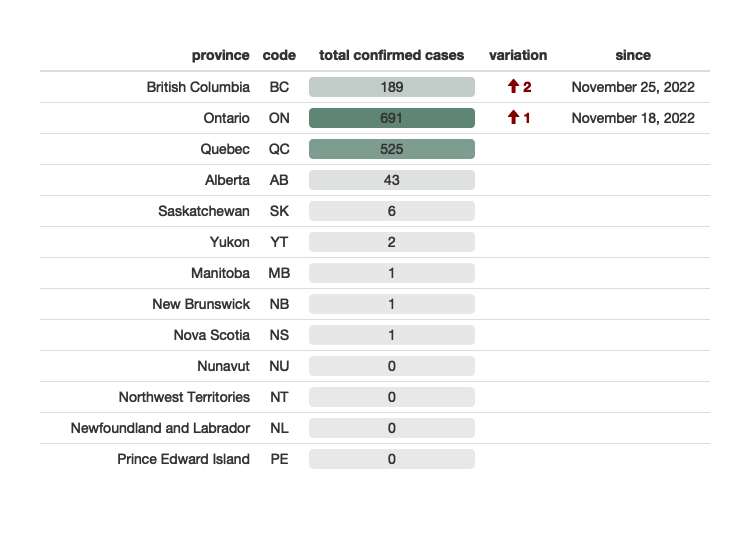 province code total confirmed cases variation since
British Columbia BC 189 2 November 25, 2022
Ontario ON 691 1 November 18, 2022
Quebec QC 525
Alberta AB 43
Saskatchewan SK 6
Yukon YT 2
Manitoba MB 1
New Brunswick NB 1
Nova Scotia NS 1
Nunavut NU 0
Northwest Territories NT 0
Newfoundland and Labrador NL 0
Prince Edward Island PE 0